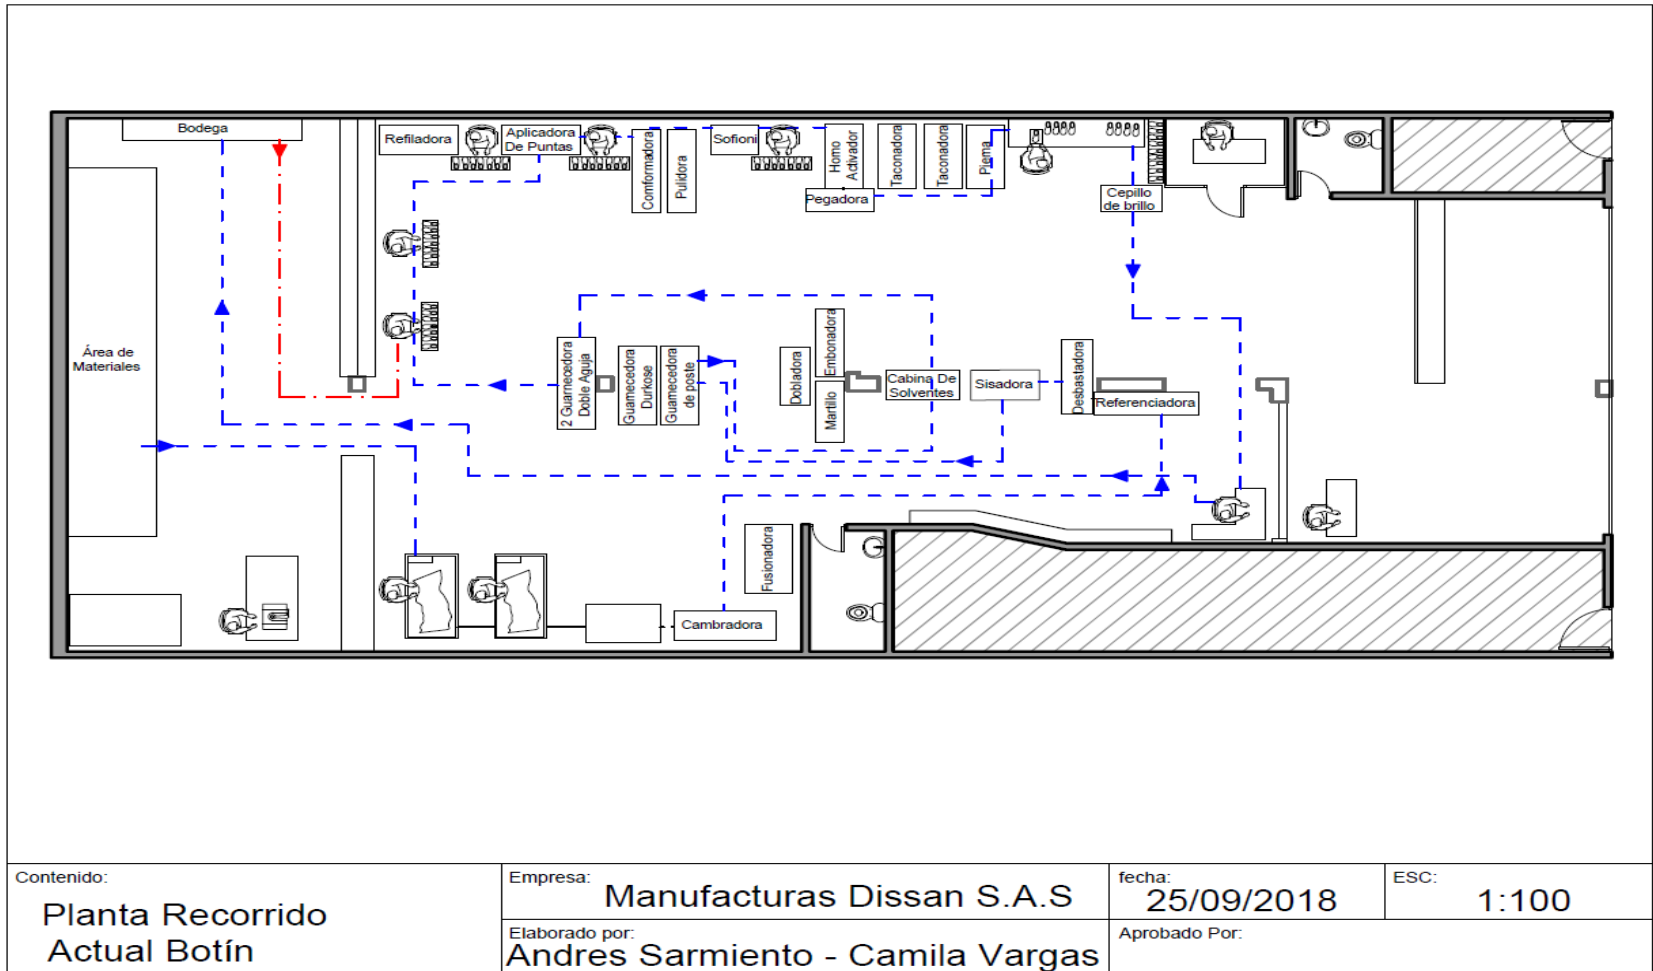 Bodega
Refiladora
Aplicadora
De Puntas
Comformadora
Pulidora
Sofioni
Horno
Activador
Pegadora
Taconadora
Taconadora
Piema
Cepillo
de brillo
Área de
Materiales
2 Guarnecedora
Doble Aguja
Guarnecedora
Durkose
Guarnecedora
de poste
Dobladora
Embonadora
Martillo
Cabina De
Solventes
Sisadora
Desbastadora
Referenciadora
Fusionadora
Cambradora
Contenido:
Planta Recorrido
Actual Botín
Empresa:
Manufacturas Dissan S.A.S
fecha:
25/09/2018
ESC:
1:100
Elaborado por:
Andres Sarmiento - Camila Vargas
Aprobado Por: